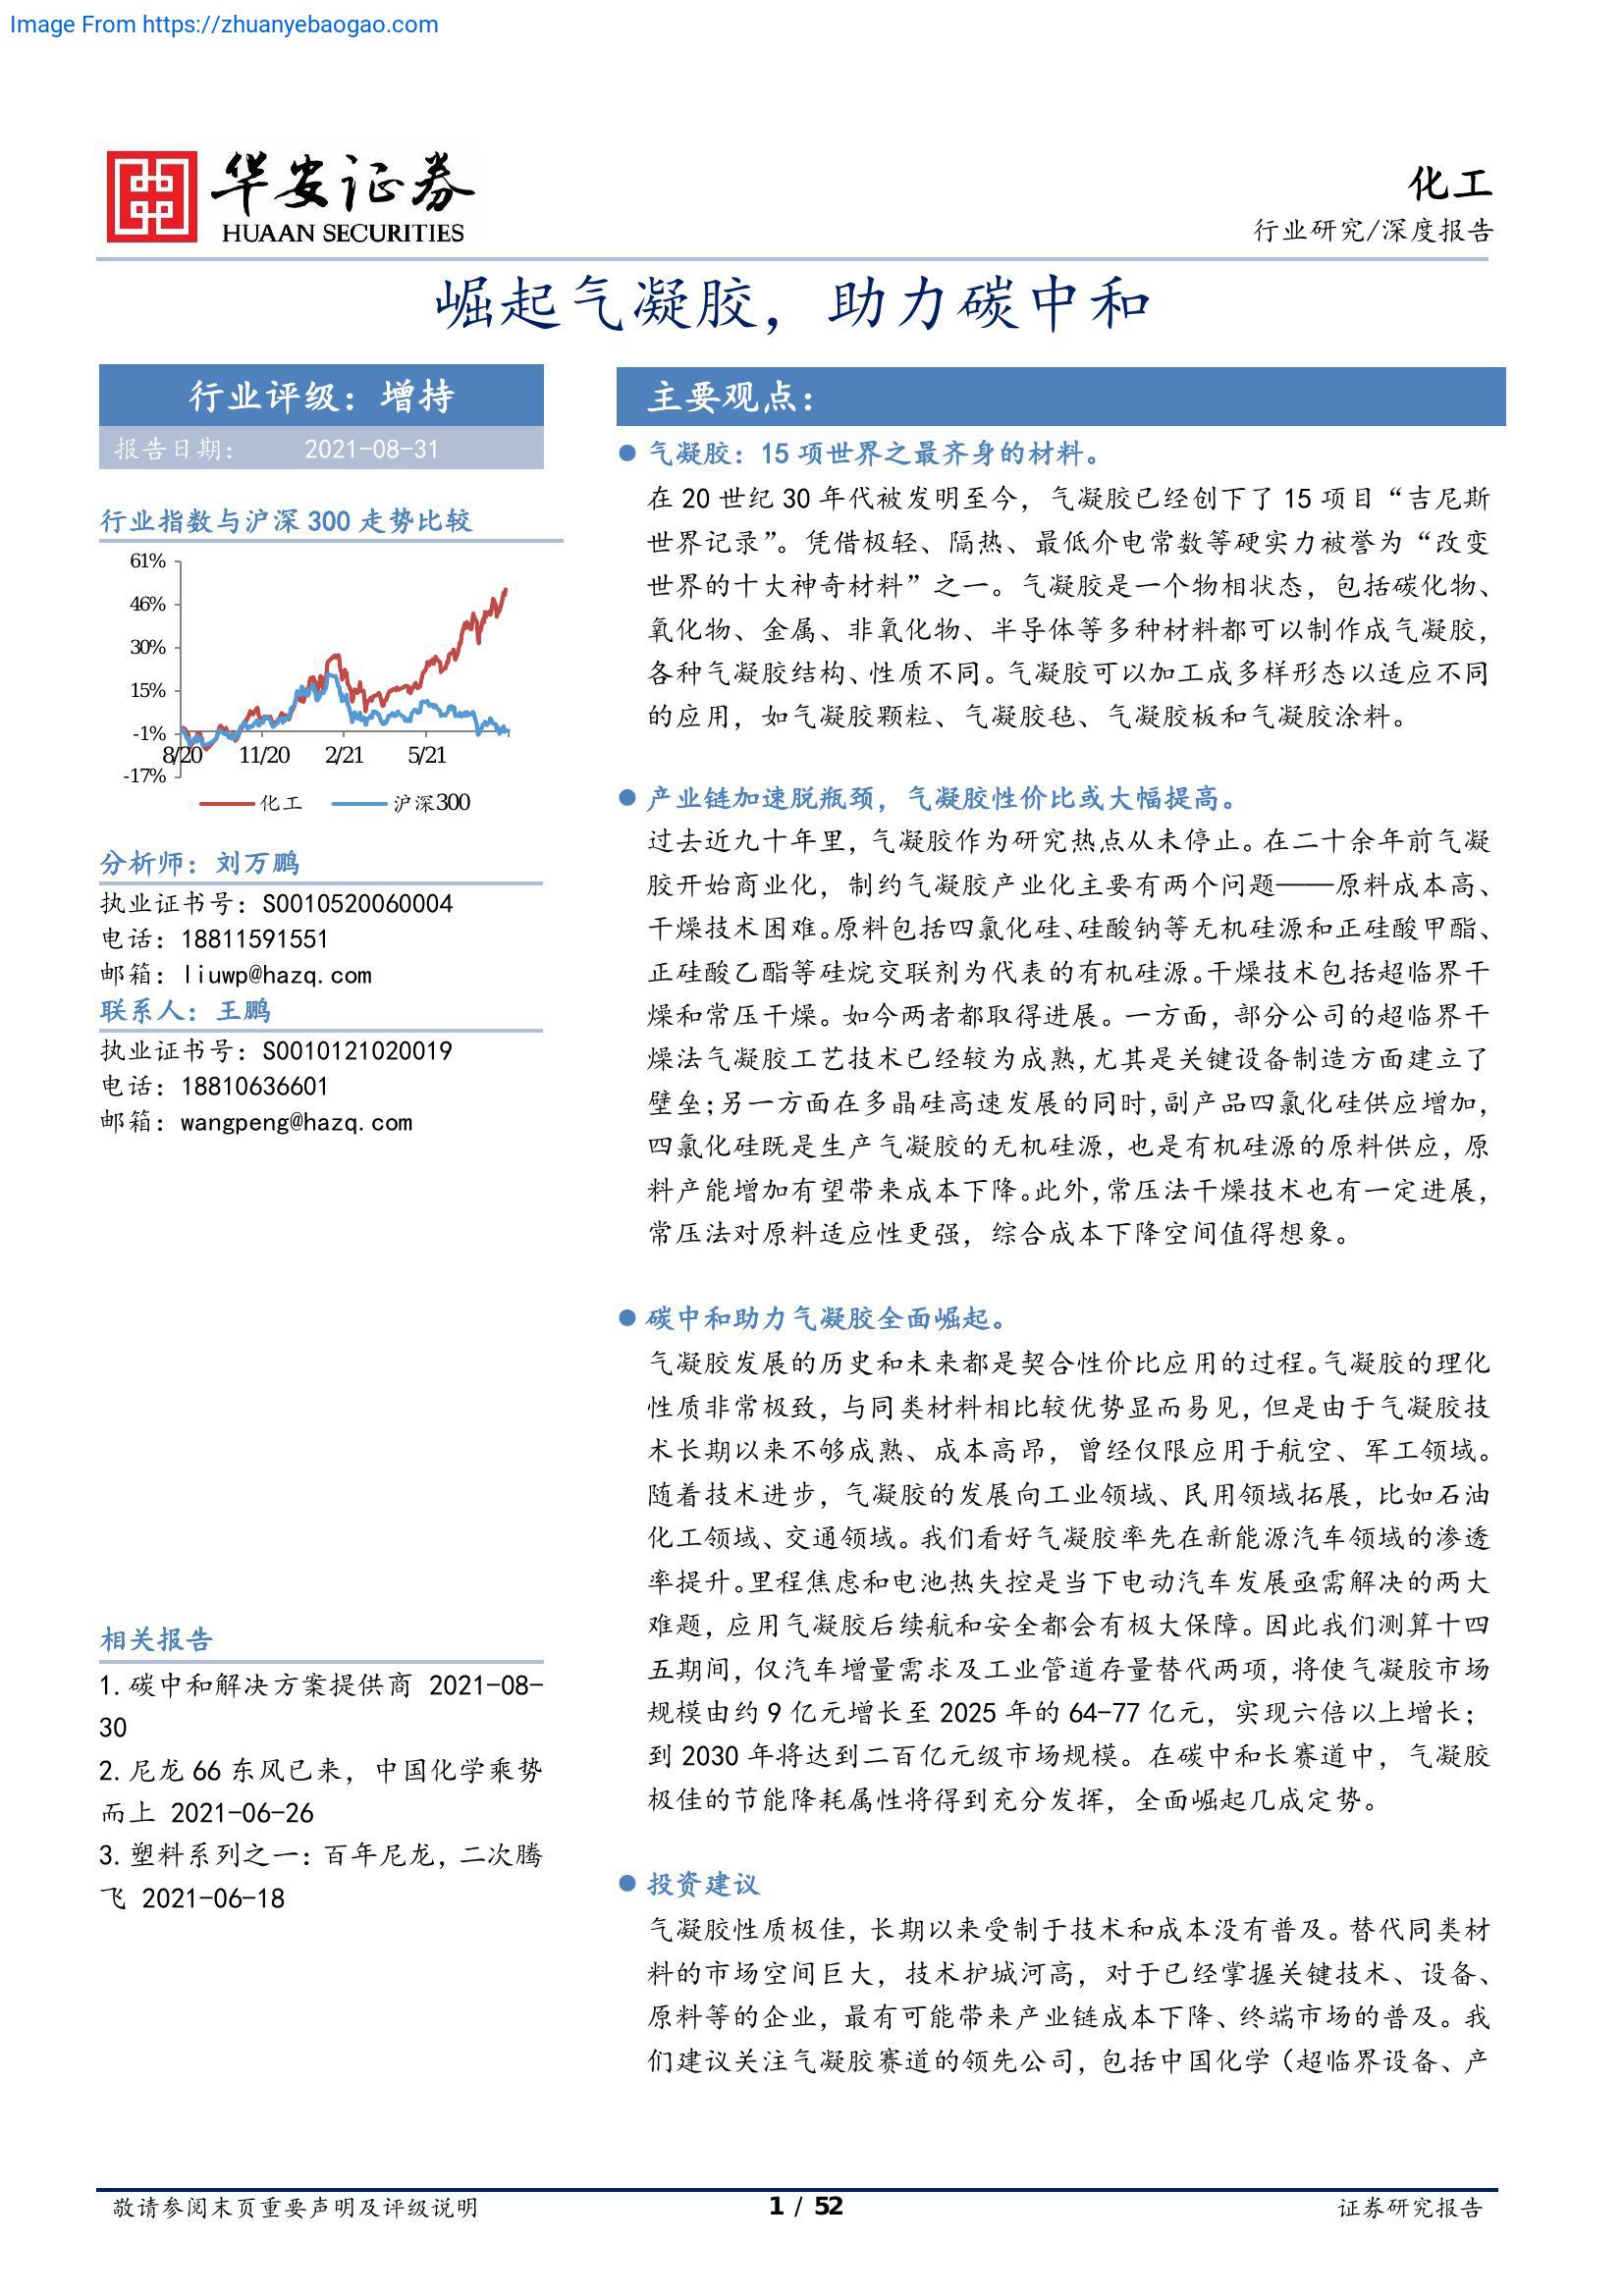 Image From https://zhuanyebaogao.com
华安证券
HUAAN SECURITIES
化工
行业研究/深度报告
崛起气凝胶，助力碳中和
行业评级：增持
报告日期： 2021-08-31
行业指数与沪深 300 走势比较
61%
46%
30%
15%
-1%
-17%
8/20 11/20 2/21 5/21
化工 沪深300
分析师：刘万鹏
执业证书号：S0010520060004
电话：18811591551
邮箱：liuwp@hazq.com
联系人：王鹏
执业证书号：S0010121020019
电话：18810636601
邮箱：wangpeng@hazq.com
相关报告
1.碳中和解决方案提供商 2021-08-
30
2.尼龙 66 东风已来，中国化学乘势
而上 2021-06-26
3.塑料系列之一：百年尼龙，二次腾
飞 2021-06-18
主要观点：
● 气凝胶：15 项世界之最齐身的材料。
在 20 世纪 30 年代被发明至今，气凝胶已经创下了 15 项目“吉尼斯
世界记录”。凭借极轻、隔热、最低介电常数等硬实力被誉为“改变
世界的十大神奇材料”之一。气凝胶是一个物相状态，包括碳化物、
氧化物、金属、非氧化物、半导体等多种材料都可以制作成气凝胶，
各种气凝胶结构、性质不同。气凝胶可以加工成多样形态以适应不同
的应用，如气凝胶颗粒、气凝胶毡、气凝胶板和气凝胶涂料。
● 产业链加速脱瓶颈，气凝胶性价比或大幅提高。
过去近九十年里，气凝胶作为研究热点从未停止。在二十余年前气凝
胶开始商业化，制约气凝胶产业化主要有两个问题——原料成本高、
干燥技术困难。原料包括四氯化硅、硅酸钠等无机硅源和正硅酸甲酯、
正硅酸乙酯等硅烷交联剂为代表的有机硅源。干燥技术包括超临界干
燥和常压干燥。如今两者都取得进展。一方面，部分公司的超临界干
燥法气凝胶工艺技术已经较为成熟，尤其是关键设备制造方面建立了
壁垒；另一方面在多晶硅高速发展的同时，副产品四氯化硅供应增加，
四氯化硅既是生产气凝胶的无机硅源，也是有机硅源的原料供应，原
料产能增加有望带来成本下降。此外，常压法干燥技术也有一定进展，
常压法对原料适应性更强，综合成本下降空间值得想象。
● 碳中和助力气凝胶全面崛起。
气凝胶发展的历史和未来都是契合性价比应用的过程。气凝胶的理化
性质非常极致，与同类材料相比较优势显而易见，但是由于气凝胶技
术长期以来不够成熟、成本高昂，曾经仅限应用于航空、军工领域。
随着技术进步，气凝胶的发展向工业领域、民用领域拓展，比如石油
化工领域、交通领域。我们看好气凝胶率先在新能源汽车领域的渗透
率提升。里程焦虑和电池热失控是当下电动汽车发展亟需解决的两大
难题，应用气凝胶后续航和安全都会有极大保障。因此我们测算十四
五期间，仅汽车增量需求及工业管道存量替代两项，将使气凝胶市场
规模由约 9 亿元增长至 2025 年的 64-77 亿元，实现六倍以上增长；
到 2030 年将达到二百亿元级市场规模。在碳中和长赛道中，气凝胶
极佳的节能降耗属性将得到充分发挥，全面崛起几成定势。
● 投资建议
气凝胶性质极佳，长期以来受制于技术和成本没有普及。替代同类材
料的市场空间巨大，技术护城河高，对于已经掌握关键技术、设备、
原料等的企业，最有可能带来产业链成本下降、终端市场的普及。我
们建议关注气凝胶赛道的领先公司，包括中国化学（超临界设备、产
敬请参阅末页重要声明及评级说明
1 / 52
证券研究报告